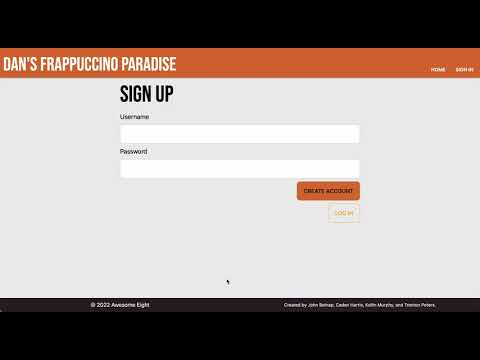 DAN'S FRAPPUCCINO PARADISE
HOME SIGN IN
SIGN UP
Username
Password
CREATE ACCOUNT
LOG IN
© 2022 Awesome Eight
Created by John Belnap, Caden Harris, Kollin Murphy, and Trenton Peters.